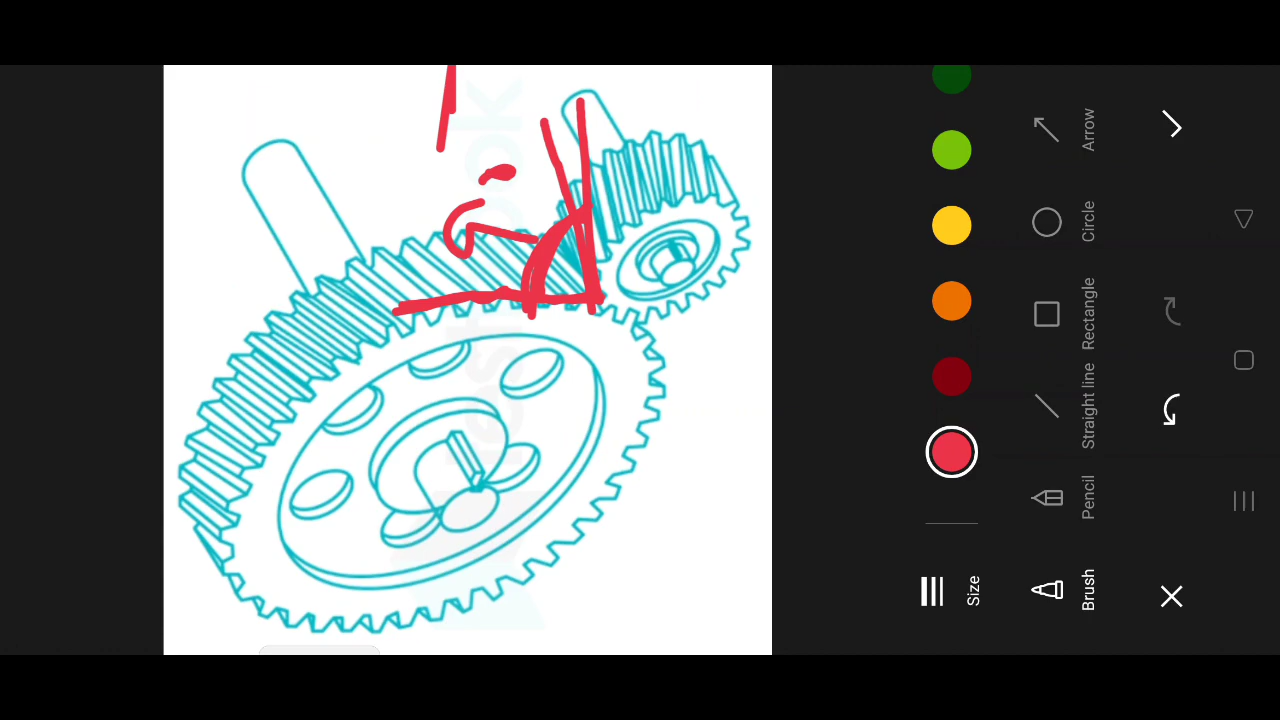 Arrow
Circle
Rectangle
Straight line
Pencil
Brush
Size